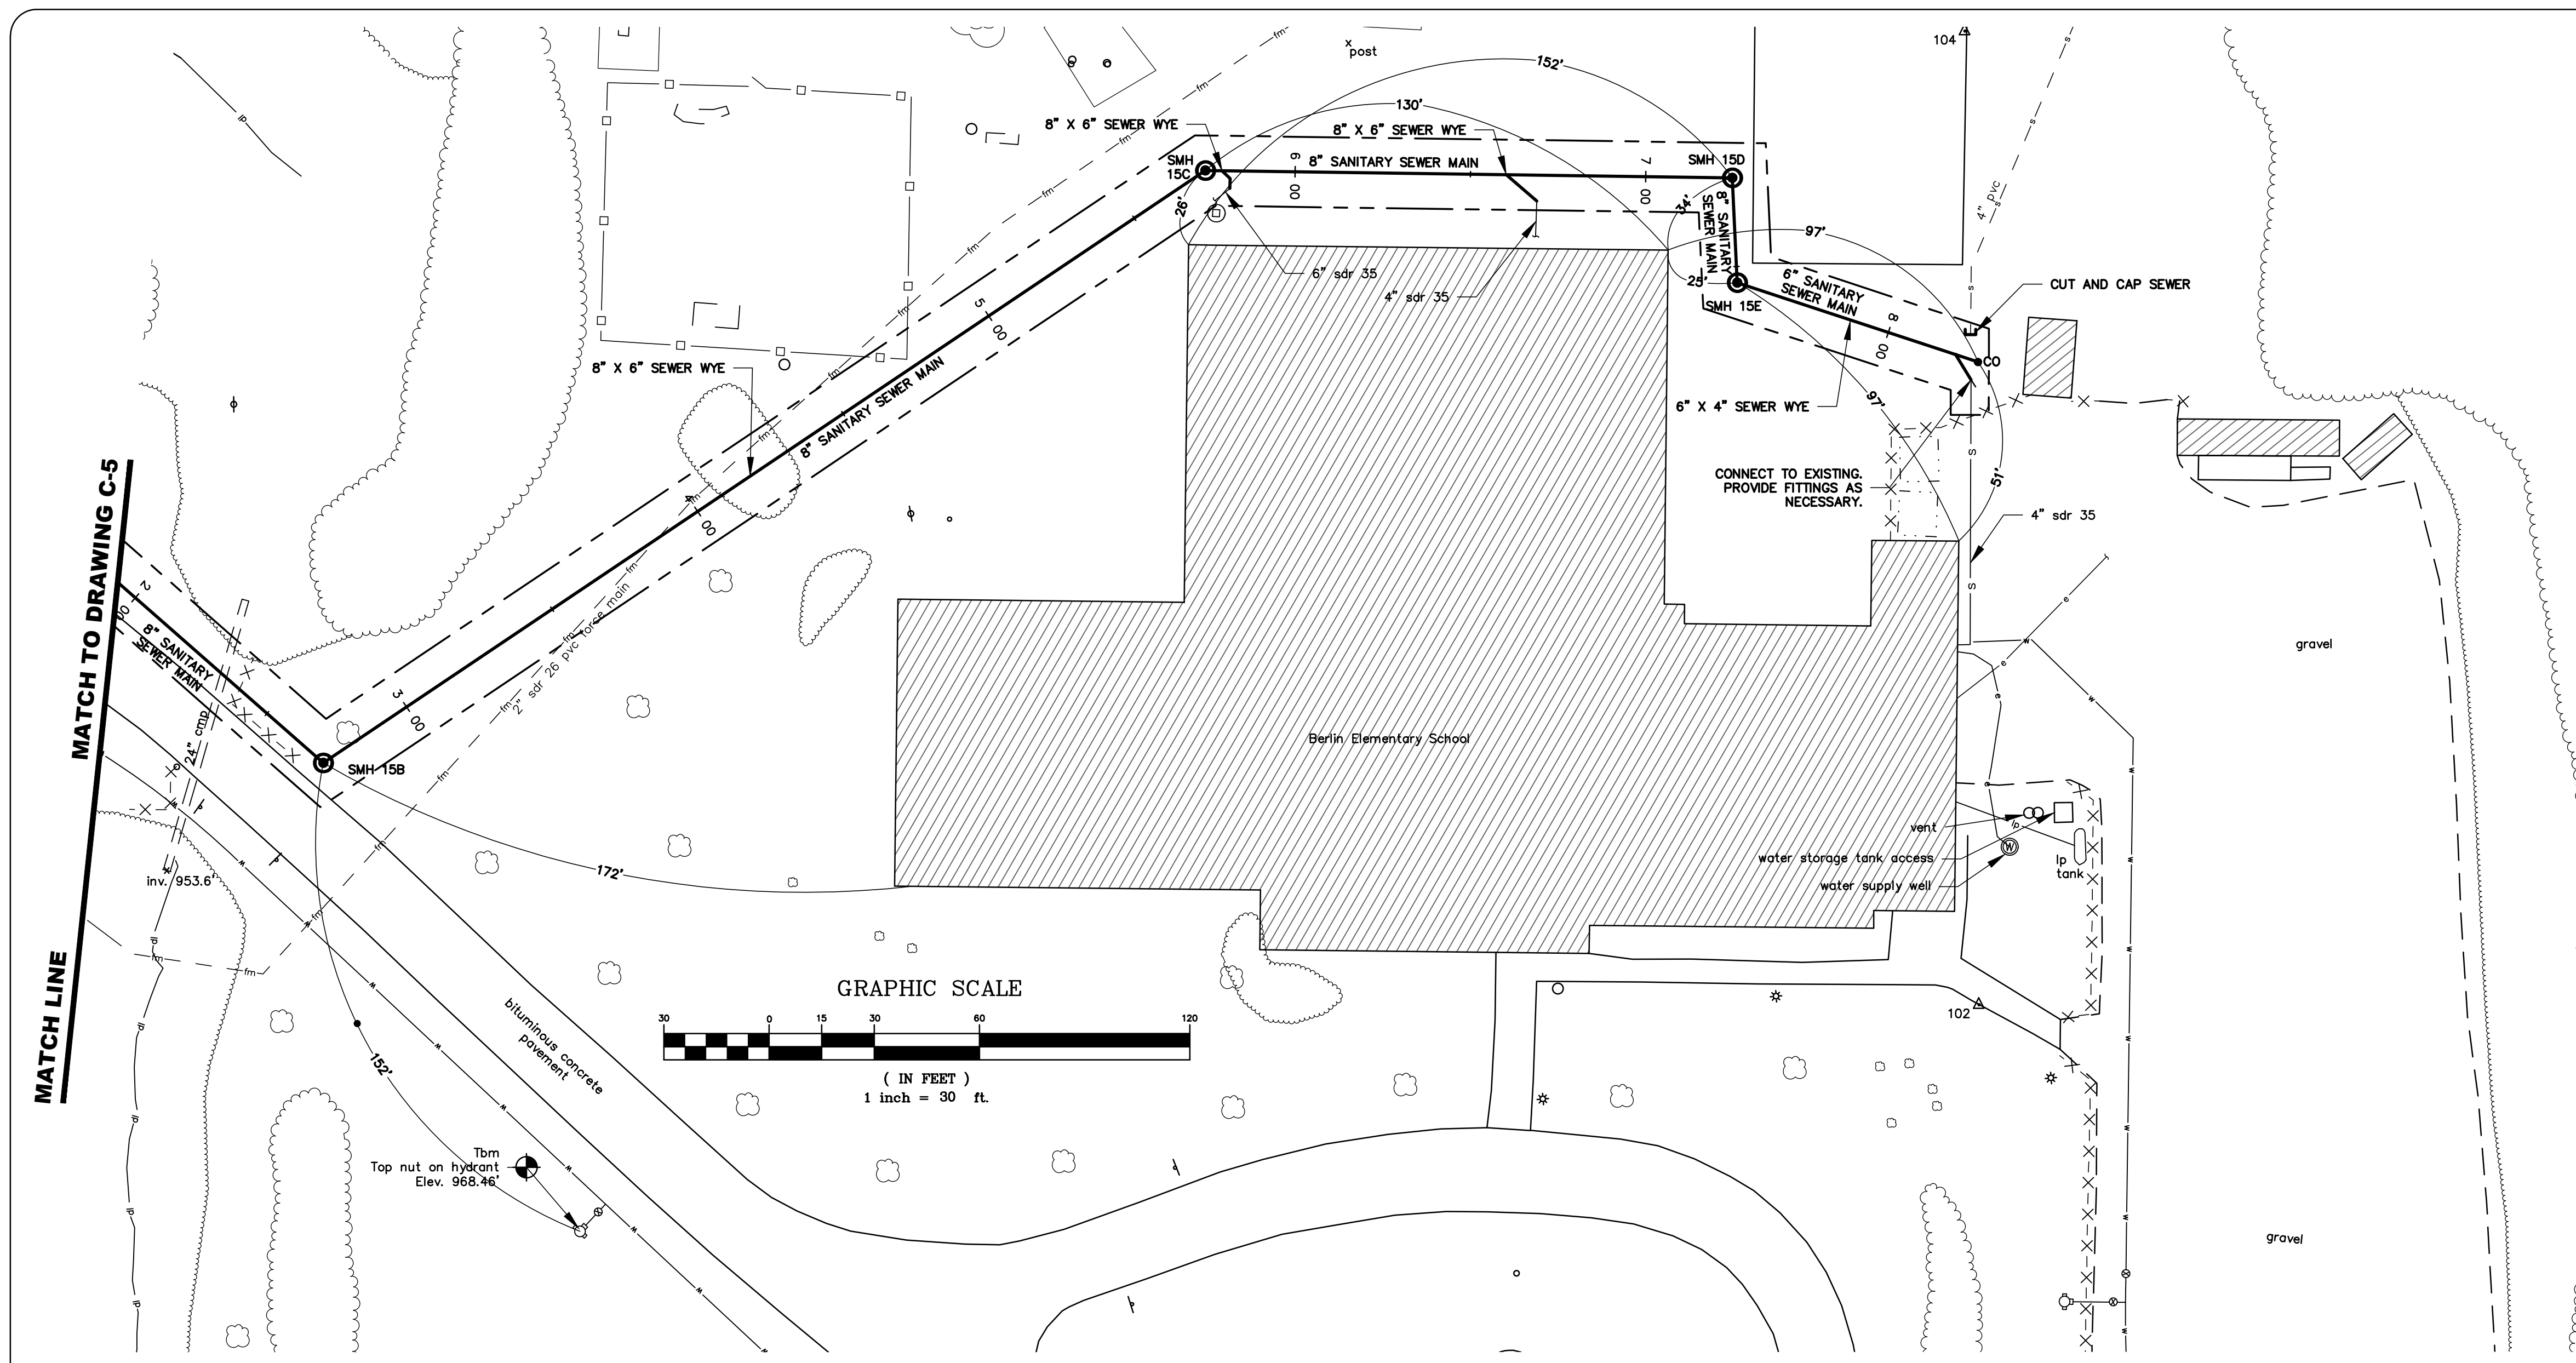 post
104
152'
130'
8" X 6" SEWER WYE
8" X 6" SEWER WYE
SMH
15C
8" SANITARY SEWER MAIN
6
00
7
00
SMH 15D
26'
34'
8" SANITARY
SEWER MAIN
4" pvc
97'
6" sdr 35
4" sdr 35
25'
SMH 15E
6" SANITARY
SEWER MAIN
CUT AND CAP SEWER
8
00
CO
5
00
8" X 6" SEWER WYE
8" SANITARY SEWER MAIN
6" X 4" SEWER WYE
97'
51'
CONNECT TO EXISTING.
PROVIDE FITTINGS AS
NECESSARY.
4" sdr 35
4
00
MATCH TO DRAWING C-5
2
00
8" SANITARY
SEWER MAIN
2" sdr 26 pvc force main
3
00
24" cmp
SMH 15B
gravel
Berlin Elementary School
inv. 953.6'
172'
vent
water storage tank access
water supply well
lp
lp
tank
W
MATCH LINE
fm
fm
fm
w
w
w
e
e
e
s
s
lp
lp
GRAPHIC SCALE
30
0
15
30
60
120
( IN FEET )
1 inch = 30 ft.
bituminous concrete
pavement
152'
102
Tbm
Top nut on hydrant
Elev. 968.46'
gravel